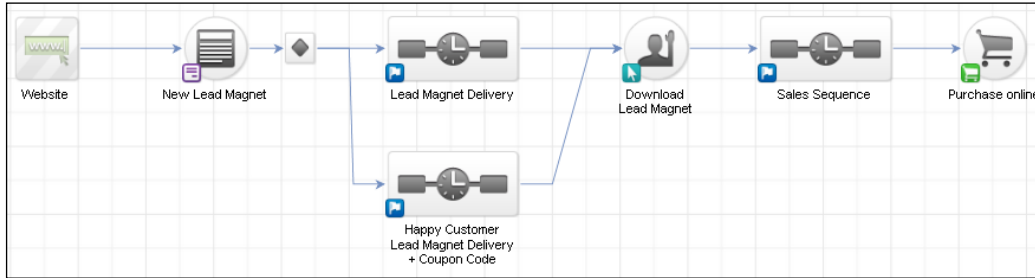 www.
Website
New Lead Magnet
Lead Magnet Delivery
Download
Lead Magnet
Sales Sequence
Purchase online
Happy Customer
Lead Magnet Delivery
+ Coupon Code